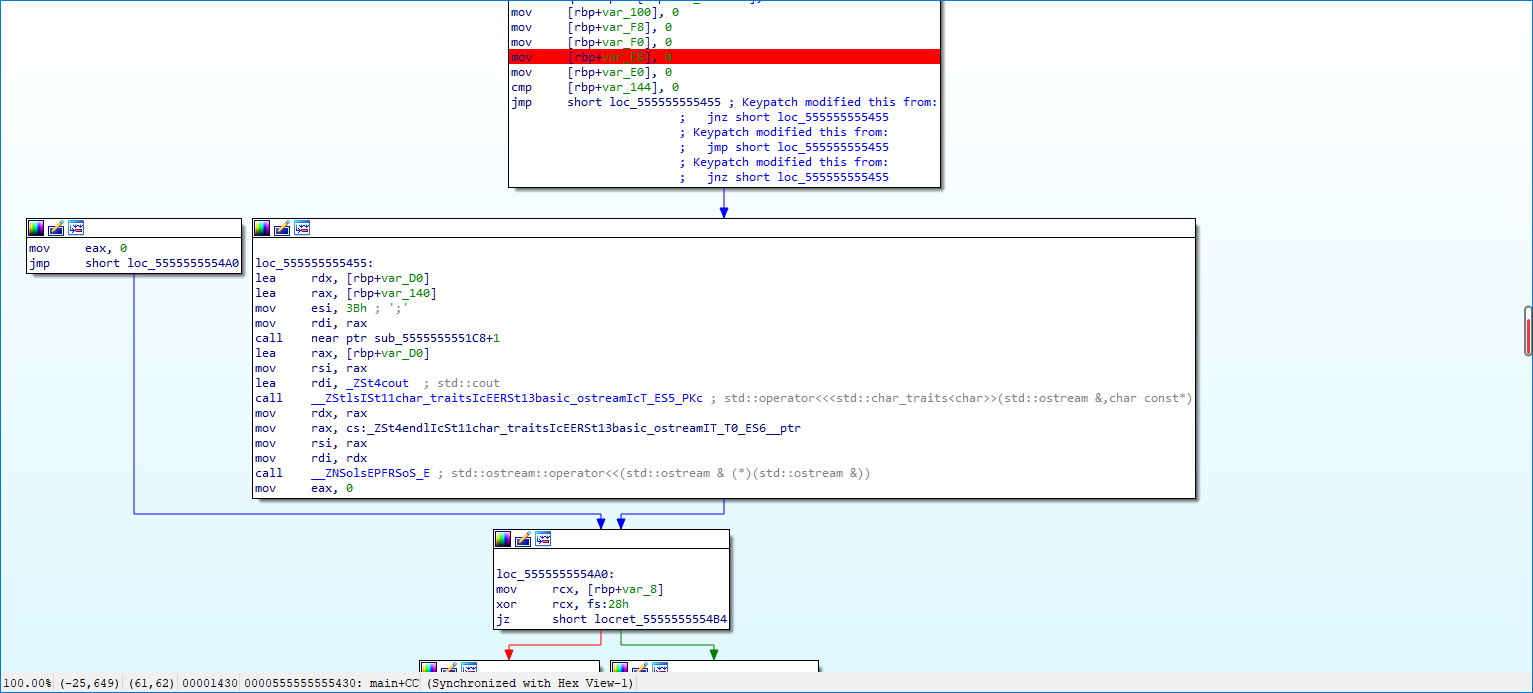 mov [rbp+var_100], 0
mov [rbp+var_F8], 0
mov [rbp+var_F0], 0
mov [rbp+var_E8], 0
mov [rbp+var_E0], 0
cmp [rbp+var_144], 0
jmp short loc_555555555455 ; Keypatch modified this from:
;   jnz short loc_555555555455
; Keypatch modified this from:
;   jmp short loc_555555555455
; Keypatch modified this from:
;   jnz short loc_555555555455
mov eax, 0
jmp short loc_5555555554A0
loc_555555555455:
lea rdx, [rbp+var_D0]
lea rax, [rbp+var_140]
mov esi, 3Bh ; ';'
mov rdi, rax
call near ptr sub_5555555551C8+1
lea rax, [rbp+var_D0]
mov rsi, rax
lea rdi, _ZSt4cout ; std::cout
call __ZStlsISt11char_traitsIcEERSt13basic_ostreamIcT_ES5_PKc ; std::operator<<<std::char_traits<char>>(std::ostream &,char const*)
mov rdx, rax
mov rax, cs:_ZSt4endlIcSt11char_traitsIcEERSt13basic_ostreamIT_T0_ES6__ptr
mov rsi, rax
mov rdi, rdx
call __ZNSolsEPFRSoS_E ; std::ostream::operator<<(std::ostream & (*)(std::ostream &))
mov eax, 0
loc_5555555554A0:
mov rcx, [rbp+var_8]
xor rcx, fs:28h
jz short locret_5555555554B4
100.00% (-25,649) (61,62) 00001430 0000555555555430: main+CC (Synchronized with Hex View-1)